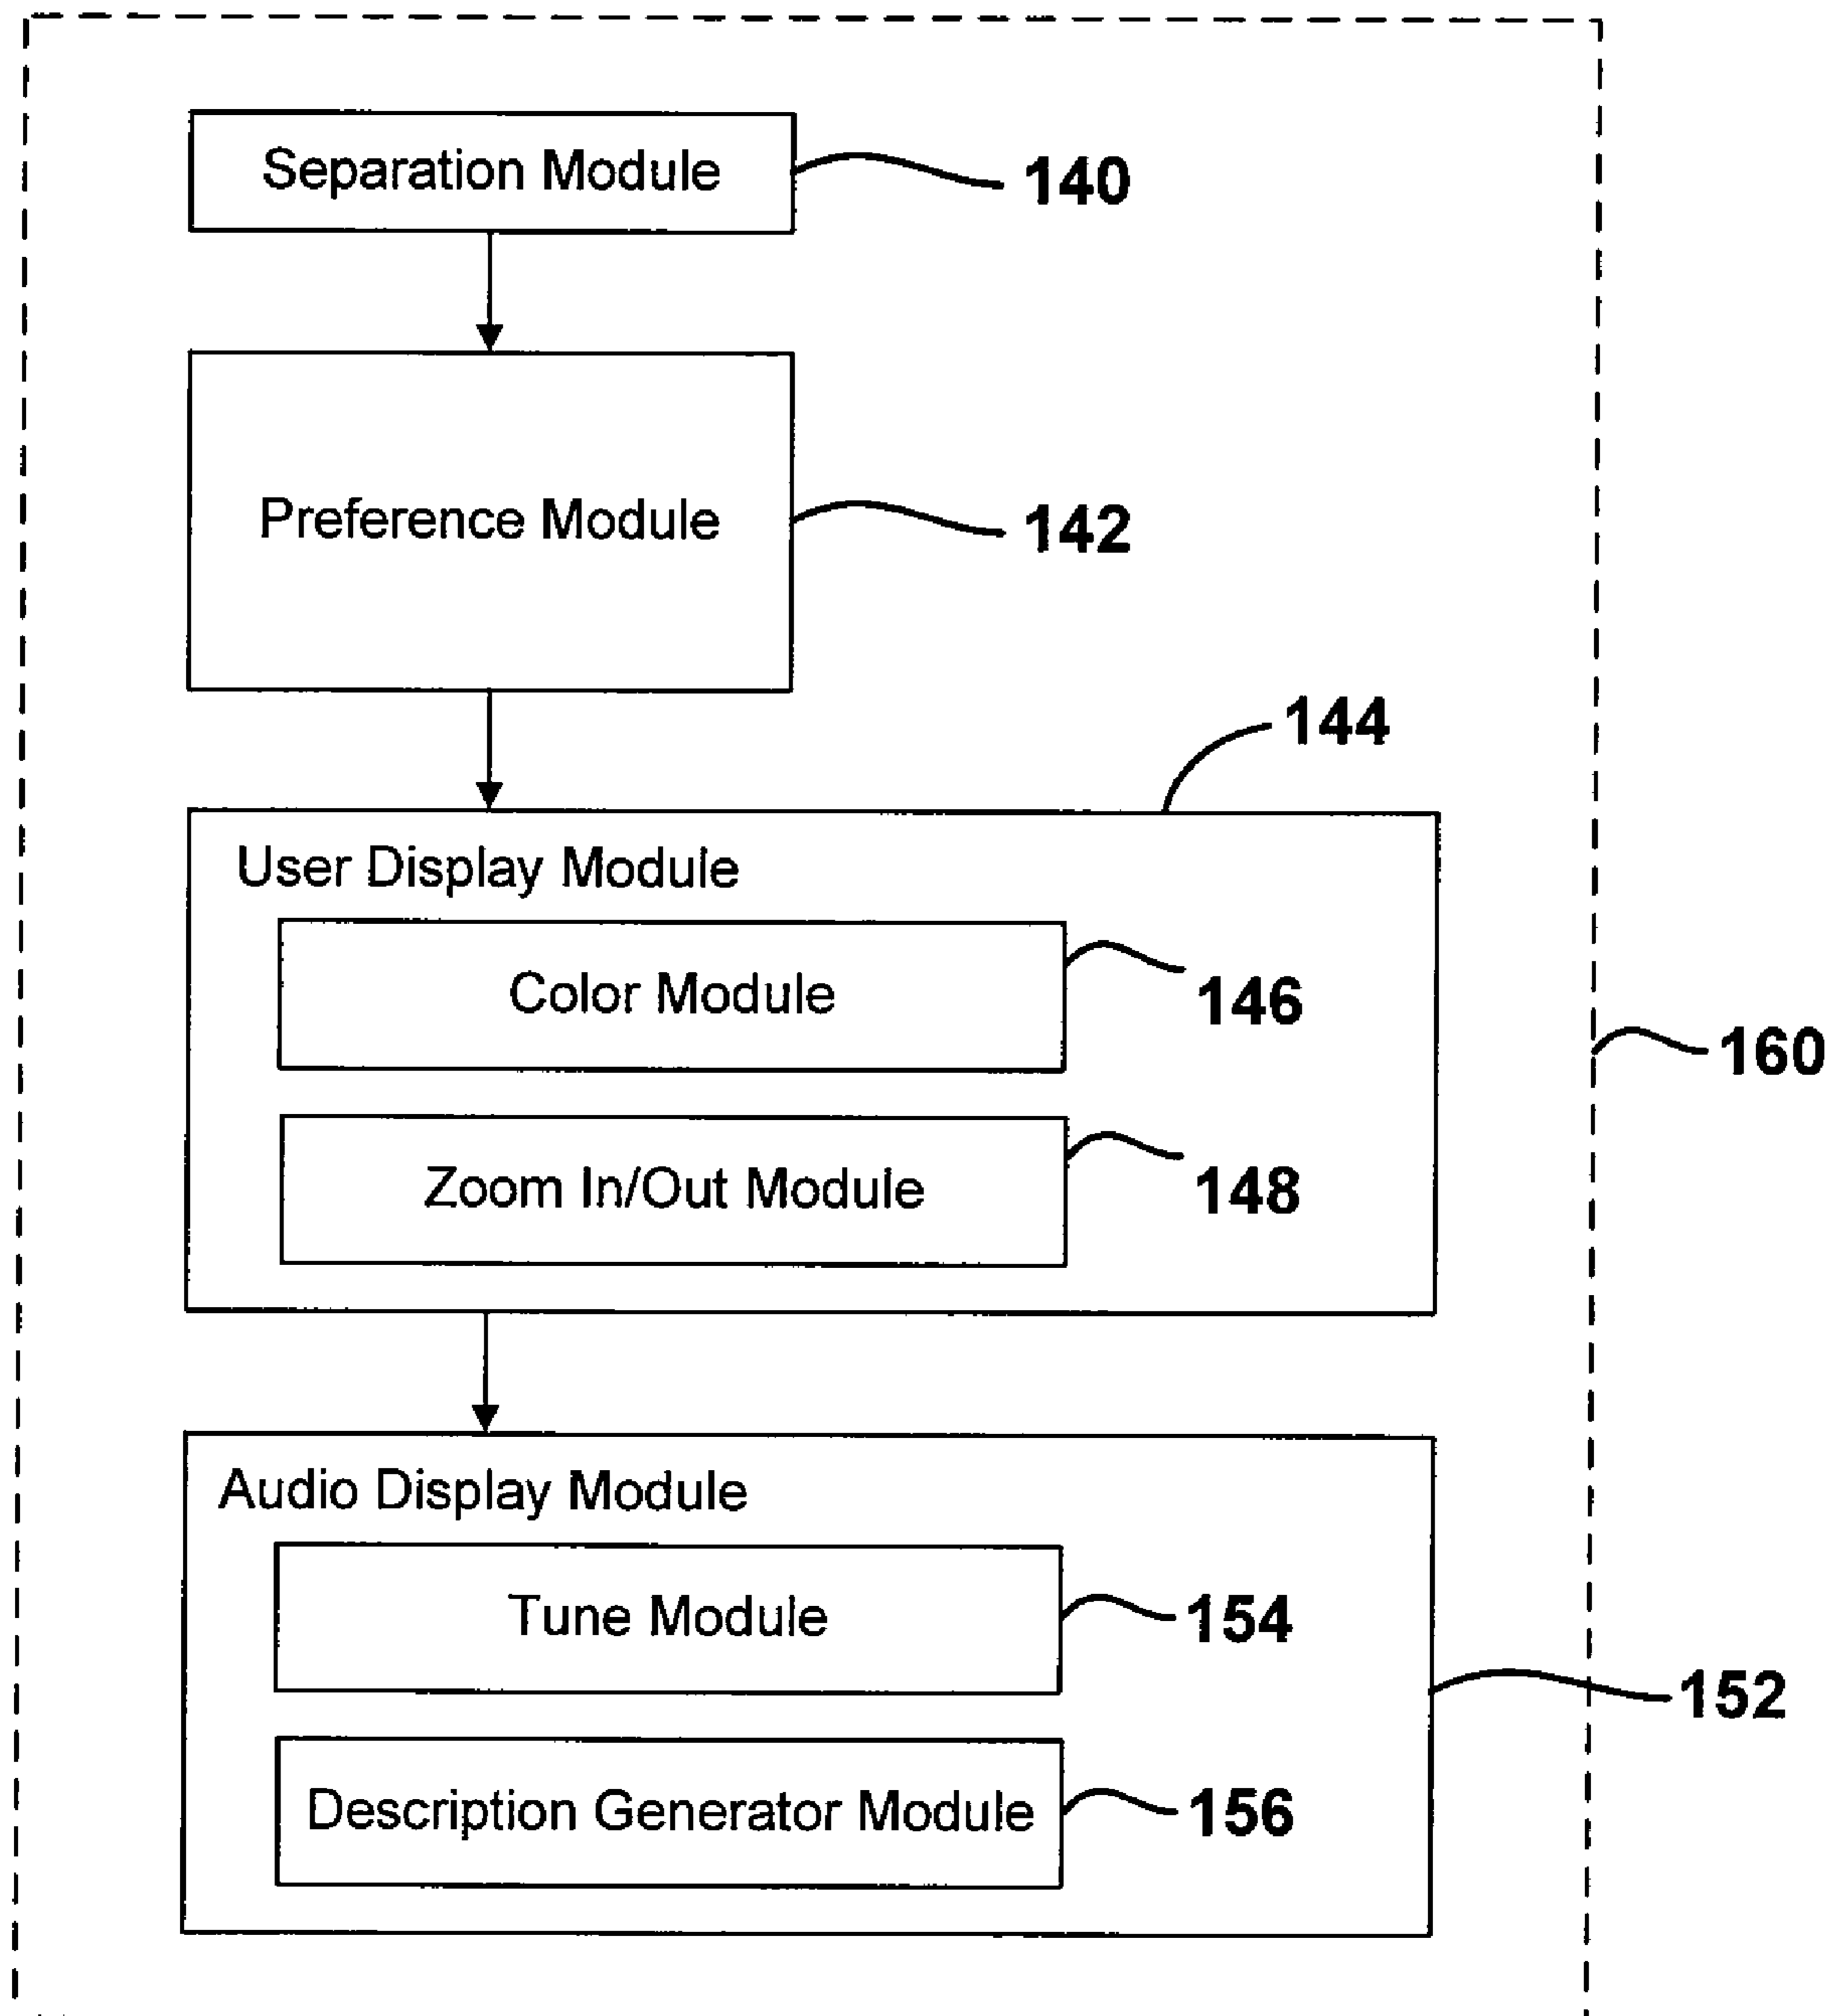 Separation Module
140
Preference Module
142
144
User Display Module
Color Module
146
160
Zoom In/Out Module
148
Audio Display Module
Tune Module
154
152
Description Generator Module
156